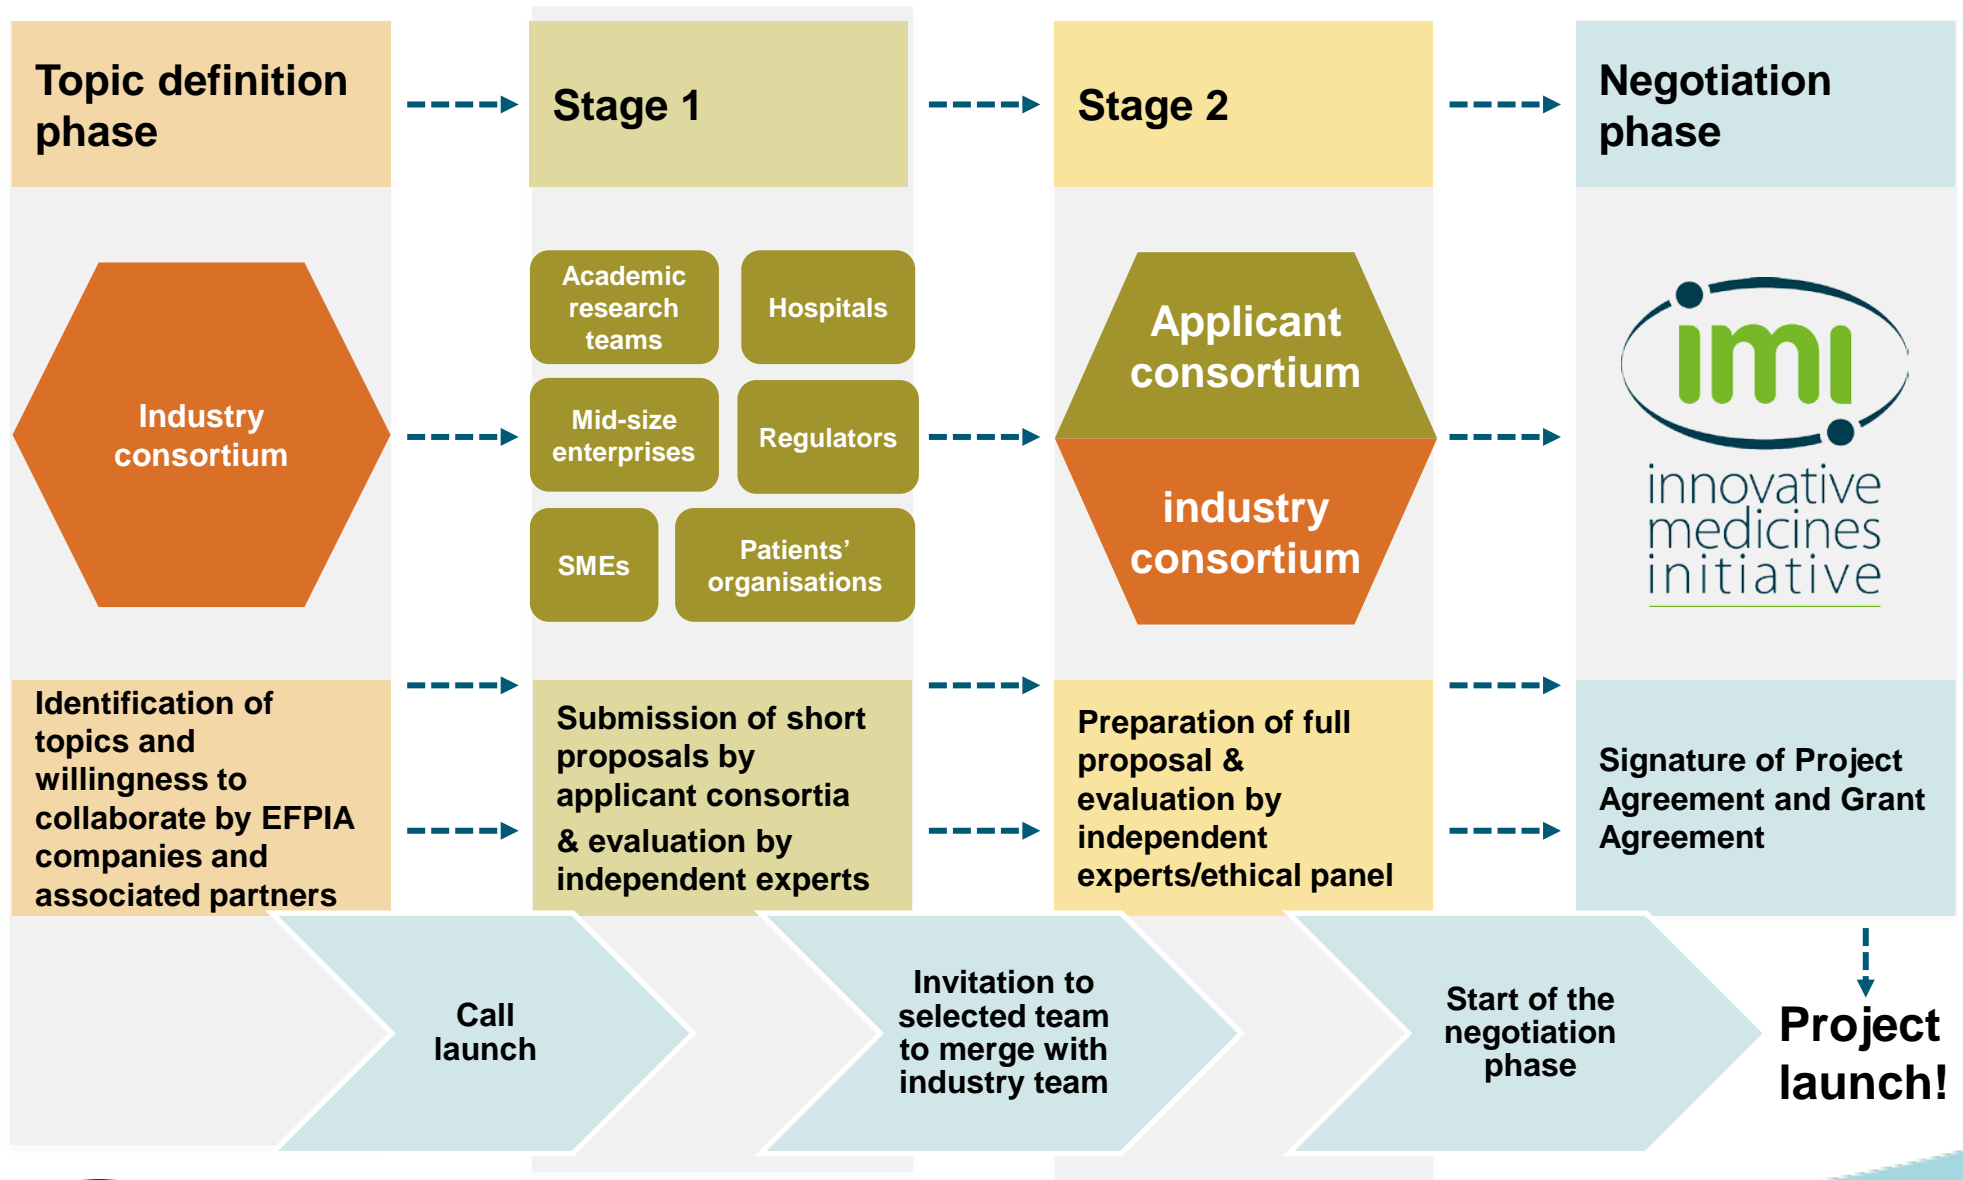 Topic definition
phase
Stage 1
Stage 2
Negotiation
phase
Industry
consortium
Academic
research
teams
Hospitals
Mid-size
enterprises
Regulators
SMEs
Patients’
organisations
Applicant
consortium
industry
consortium
imi
innovative
medicines
initiative
Identification of
topics and
willingness to
collaborate by EFPIA
companies and
associated partners
Submission of short
proposals by
applicant consortia
& evaluation by
independent experts
Preparation of full
proposal &
evaluation by
independent
experts/ethical panel
Signature of Project
Agreement and Grant
Agreement
Call
launch
Invitation to
selected team
to merge with
industry team
Start of the
negotiation
phase
Project
launch!